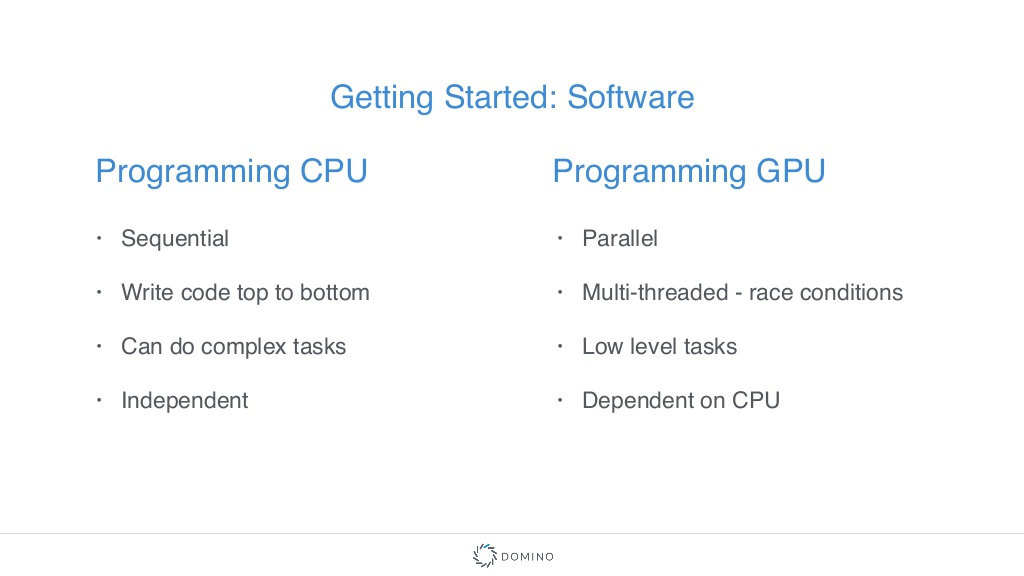 Getting Started: Software
Programming CPU
• Sequential
• Write code top to bottom
• Can do complex tasks
• Independent
Programming GPU
• Parallel
• Multi-threaded - race conditions
• Low level tasks
• Dependent on CPU
DOMINO